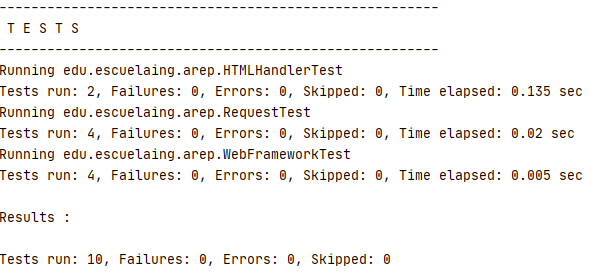 -------------------------------------------------------
 T E S T S
-------------------------------------------------------
Running edu.escuelaing.arep.HTMLHandlerTest
Tests run: 2, Failures: 0, Errors: 0, Skipped: 0, Time elapsed: 0.135 sec
Running edu.escuelaing.arep.RequestTest
Tests run: 4, Failures: 0, Errors: 0, Skipped: 0, Time elapsed: 0.02 sec
Running edu.escuelaing.arep.WebFrameworkTest
Tests run: 4, Failures: 0, Errors: 0, Skipped: 0, Time elapsed: 0.005 sec
Results :
Tests run: 10, Failures: 0, Errors: 0, Skipped: 0